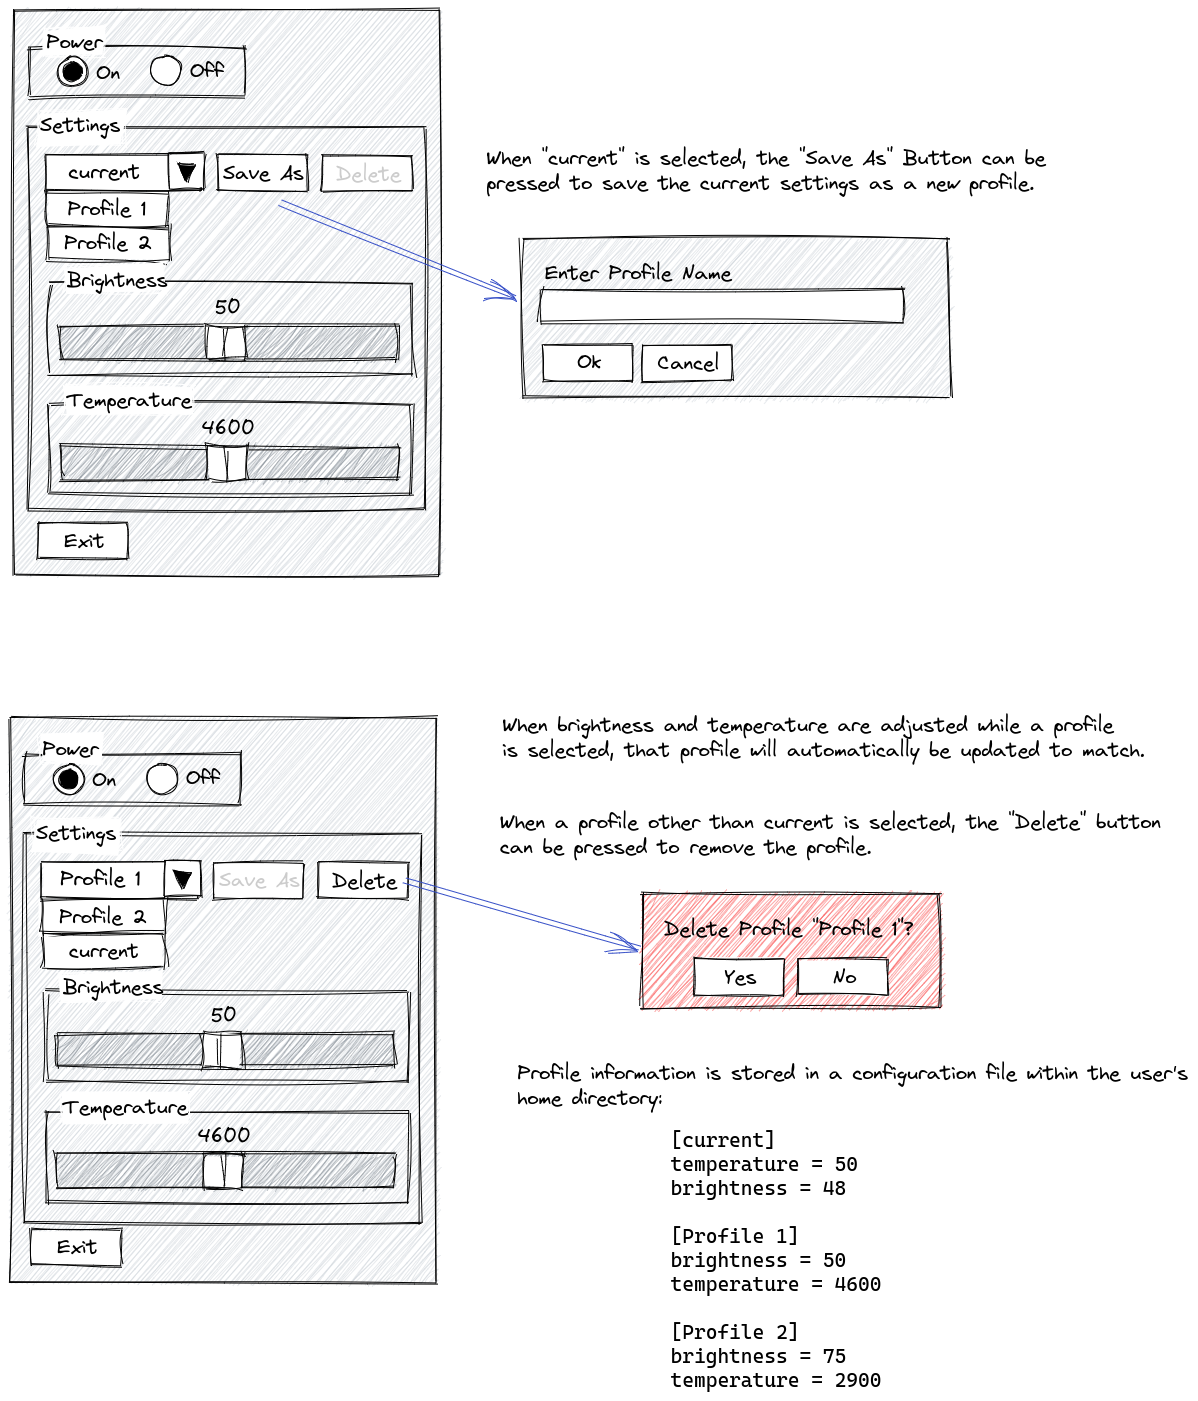 Power
On Off
Settings
current Save As Delete
Profile 1
Profile 2
Brightness
50
Temperature
4600
Exit
When "current" is selected, the "Save As" Button can be
pressed to save the current settings as a new profile.
Enter Profile Name
Ok Cancel
Power
On Off
Settings
Profile 1 Save As Delete
Profile 2
current
Brightness
50
Temperature
4600
Exit
When brightness and temperature are adjusted while a profile
is selected, that profile will automatically be updated to match.
When a profile other than current is selected, the "Delete" button
can be pressed to remove the profile.
Delete Profile "Profile 1"?
Yes No
Profile information is stored in a configuration file within the user's
home directory:
[current]
temperature = 50
brightness = 48
[Profile 1]
brightness = 50
temperature = 4600
[Profile 2]
brightness = 75
temperature = 2900